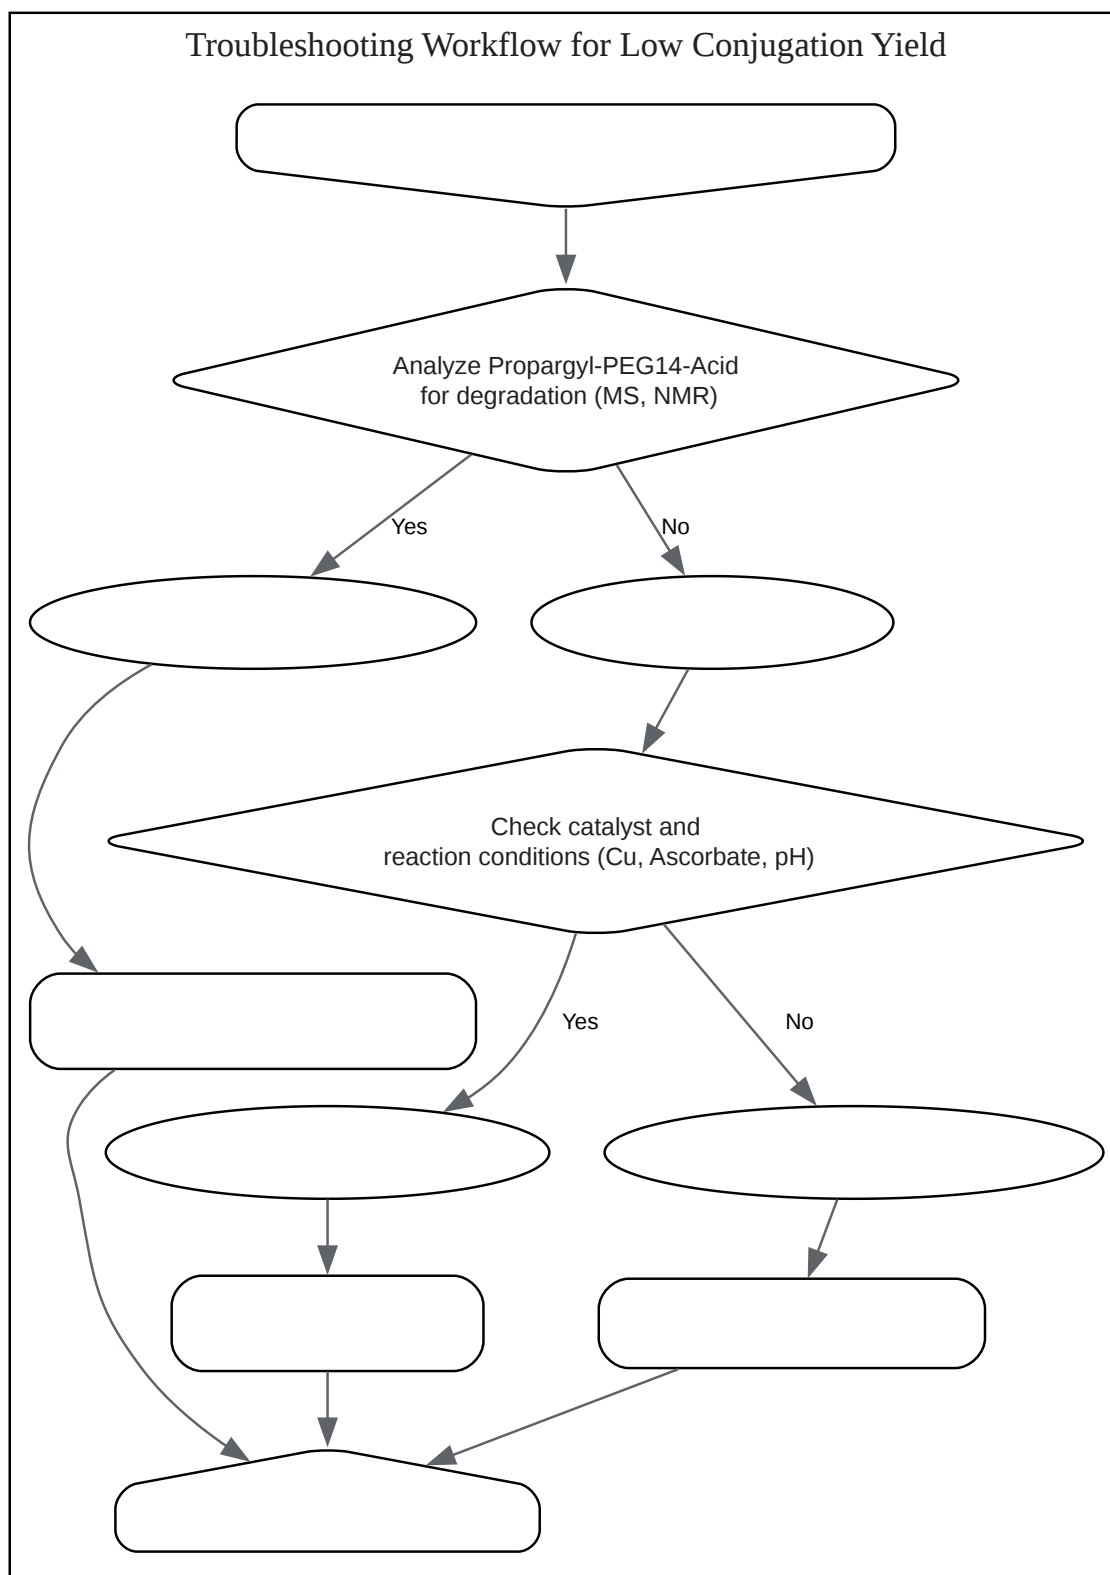 Troubleshooting Workflow for Low Conjugation Yield
Analyze Propargyl-PEG14-Acid
for degradation (MS, NMR)
Yes
No
Check catalyst and
reaction conditions (Cu, Ascorbate, pH)
Yes
No